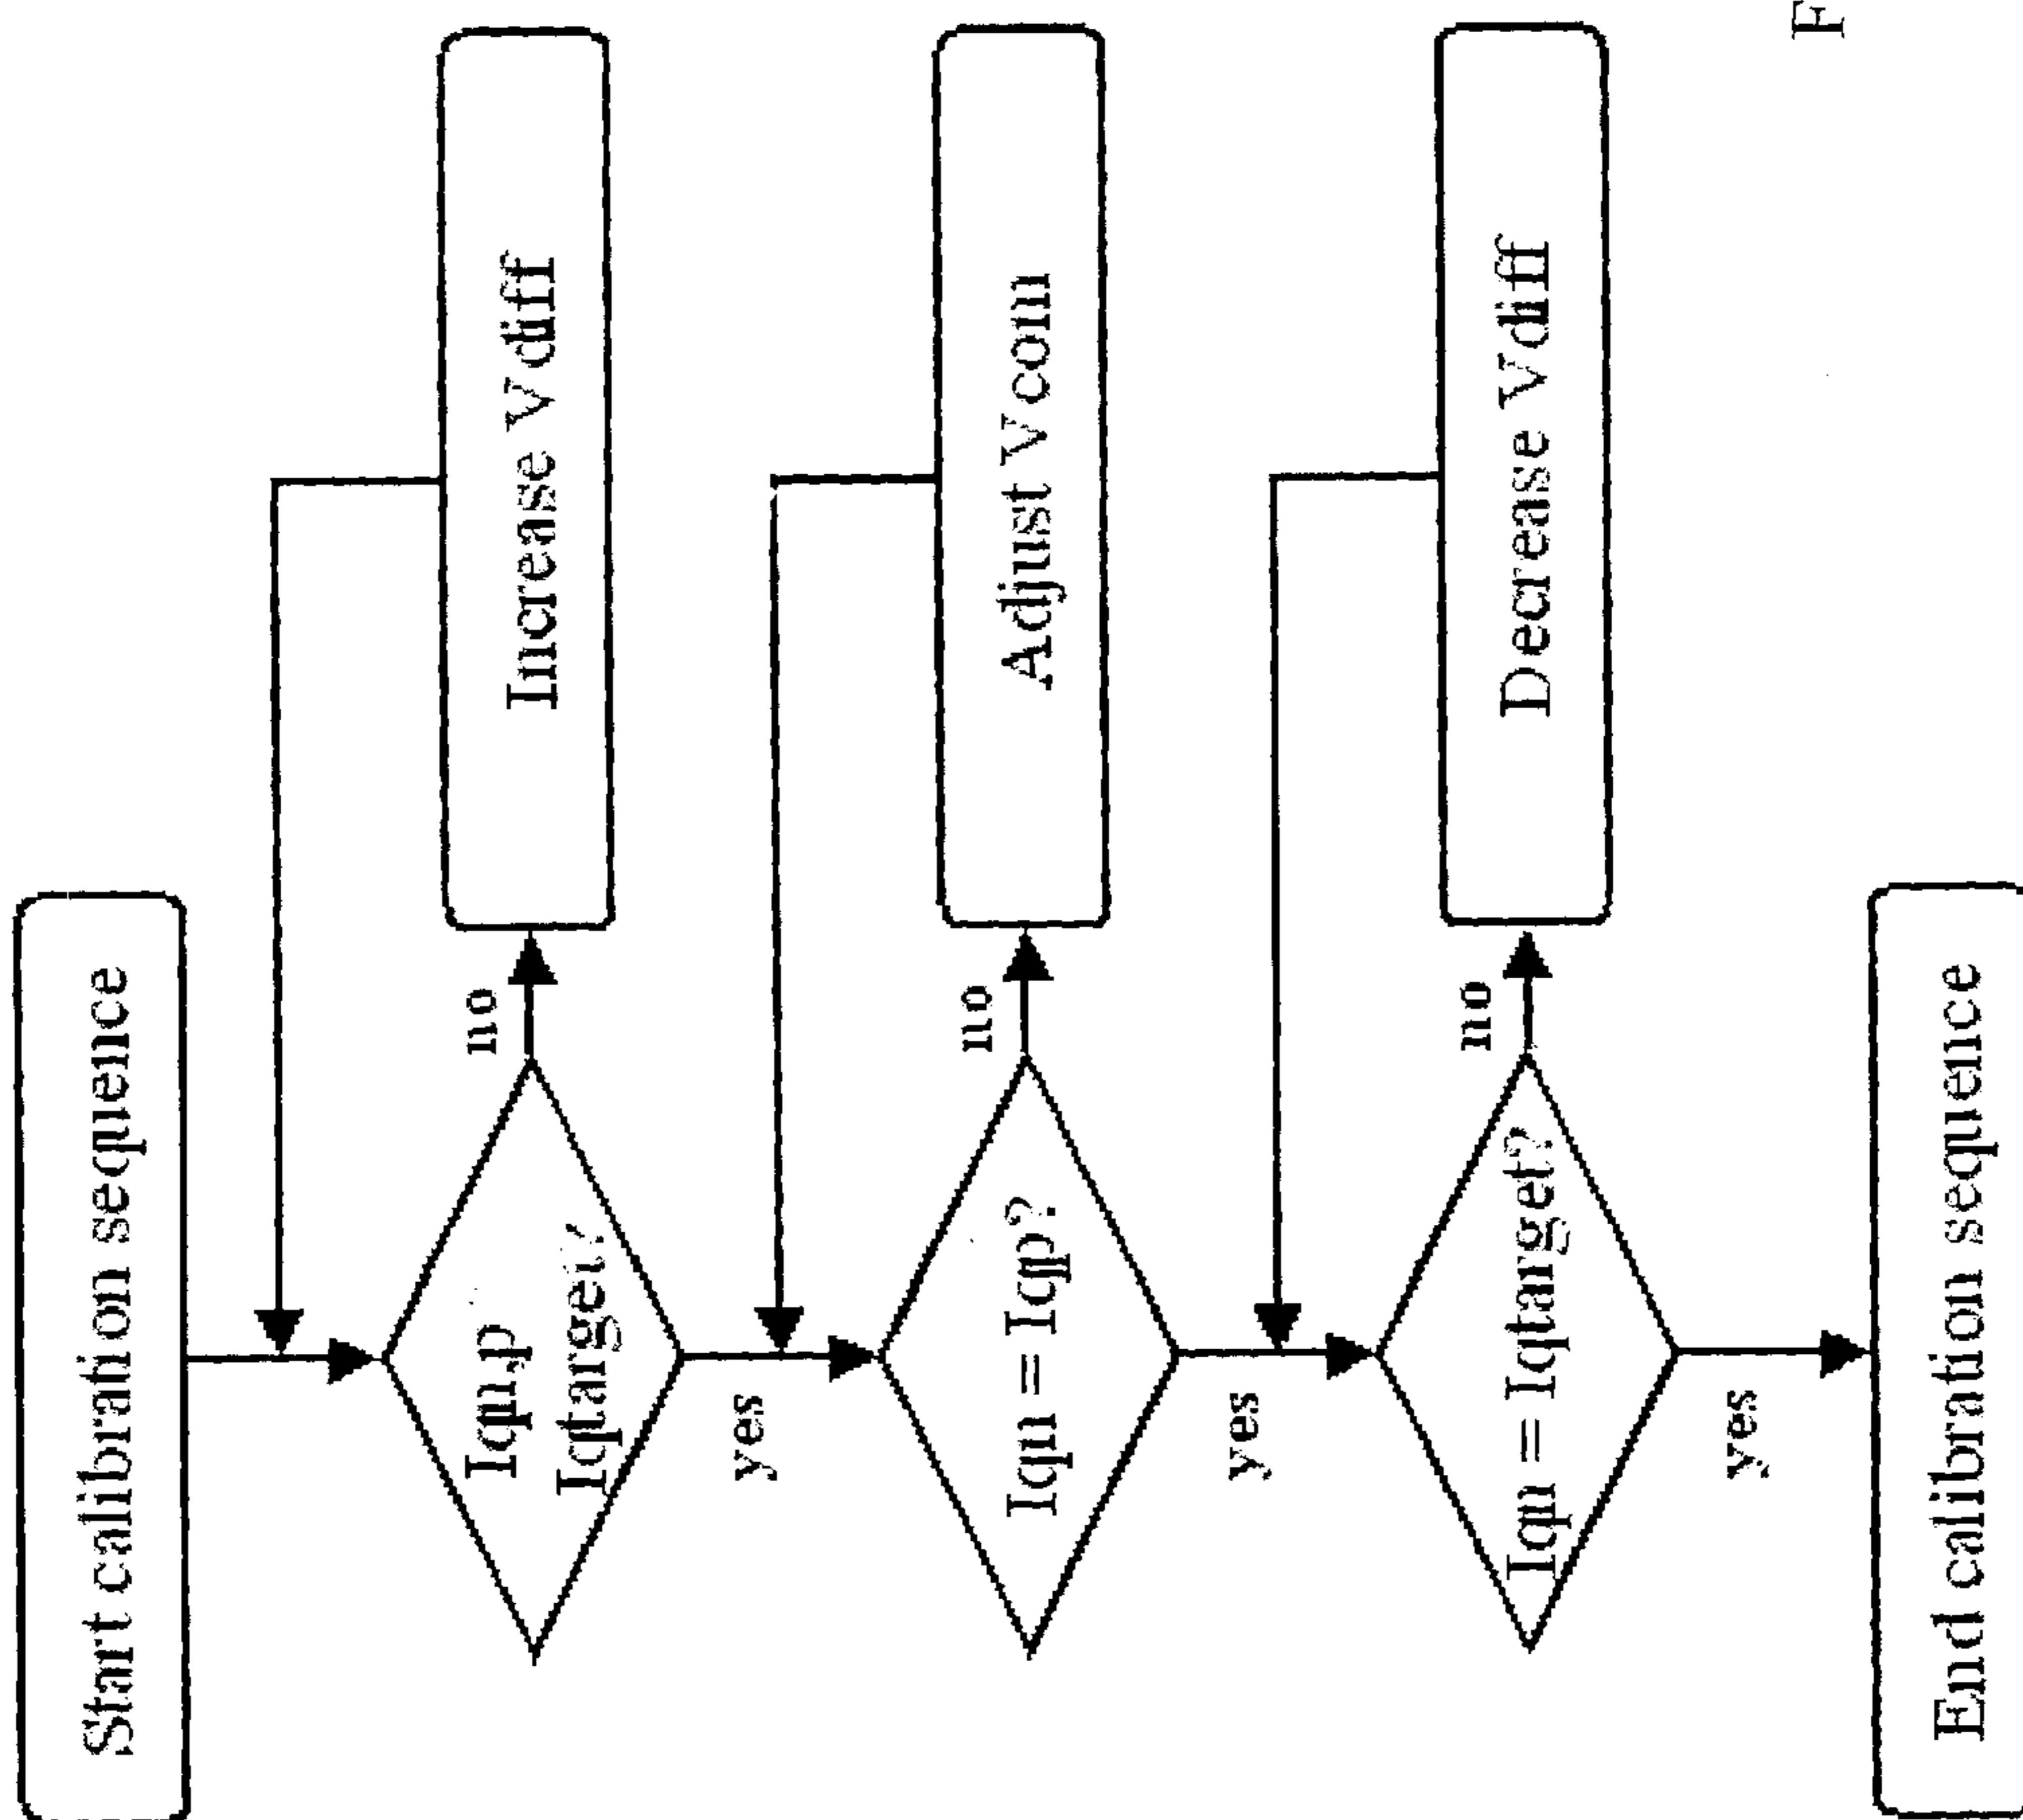 Start calibration sequence
Iqn,p
Iqtarget?
no
Increase Vdiff
yes
Iqn = Iqp?
no
Adjust Vcom
yes
Iqn = Iqtarget?
no
Decrease Vdiff
yes
End calibration sequence
F